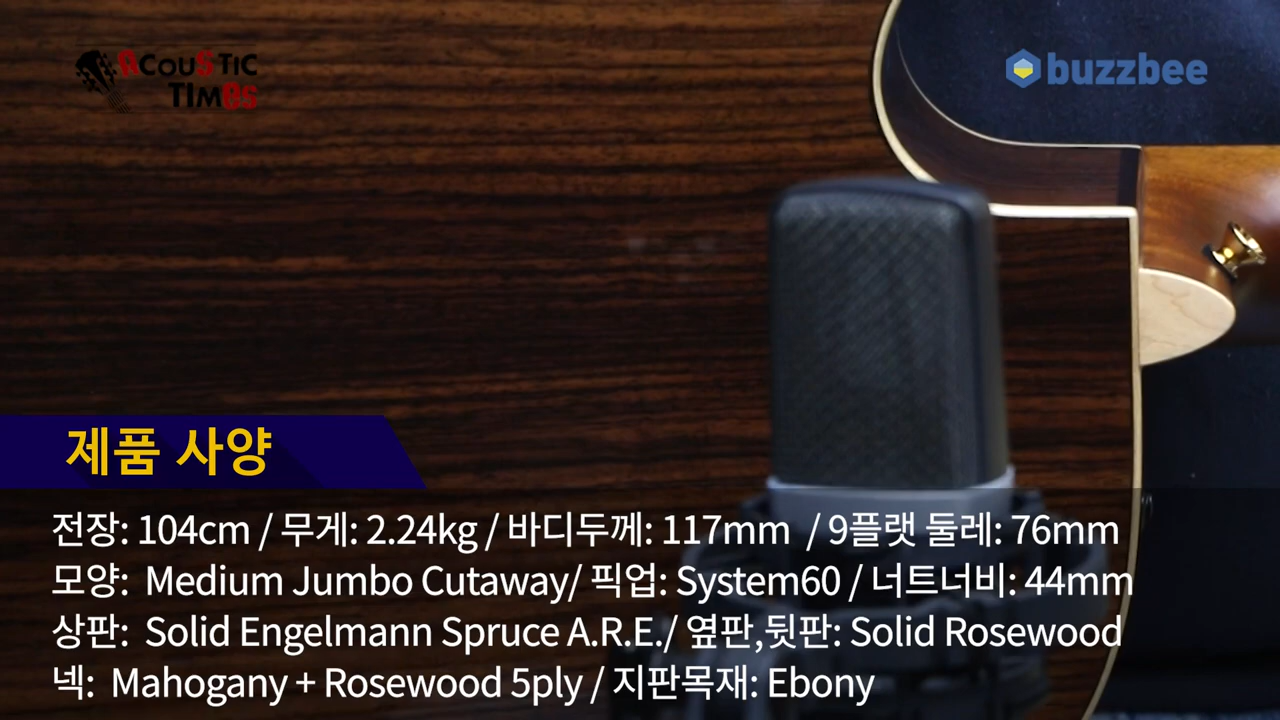 ACOUSTIC
TIMES
buzzbee
제품 사양
전장: 104cm / 무게: 2.24kg / 바디두께: 117mm / 9플랫 둘레: 76mm
모양: Medium Jumbo Cutaway/ 픽업: System60 / 너트너비: 44mm
상판: Solid Engelmann Spruce A.R.E./ 옆판,뒷판: Solid Rosewood
넥: Mahogany + Rosewood 5ply / 지판목재: Ebony